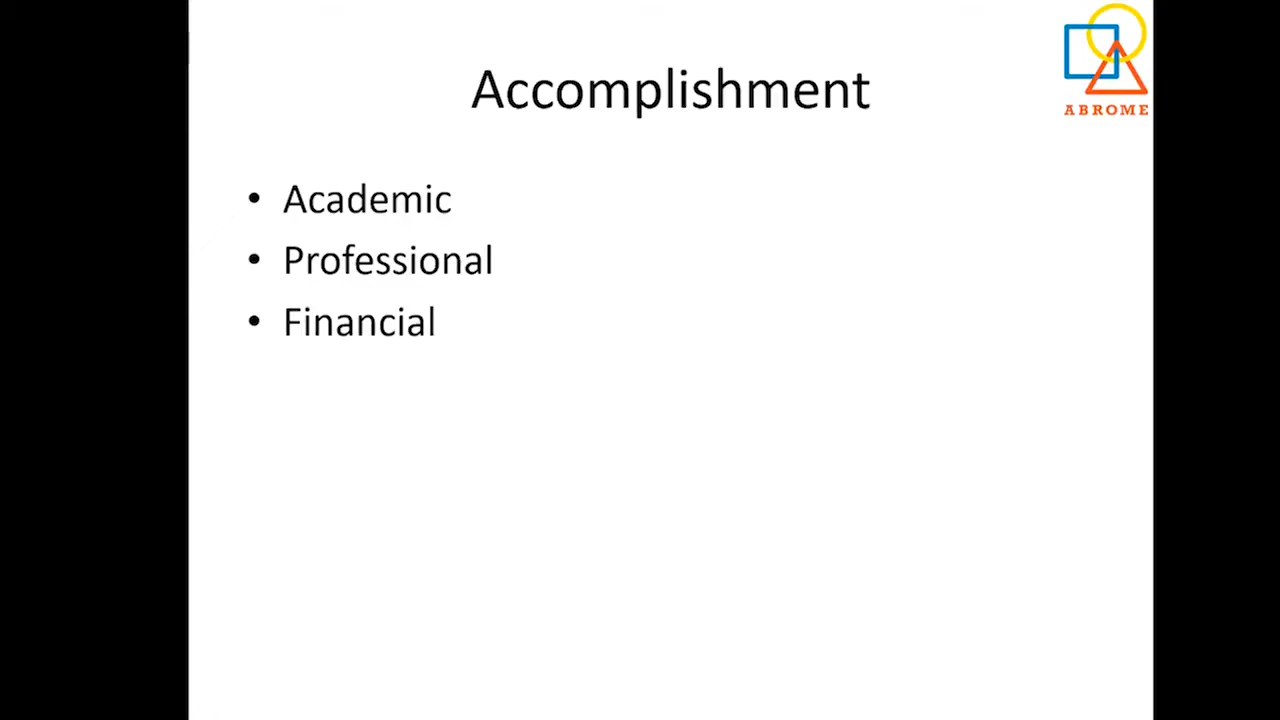 Accomplishment
ABROME
• Academic
• Professional
• Financial